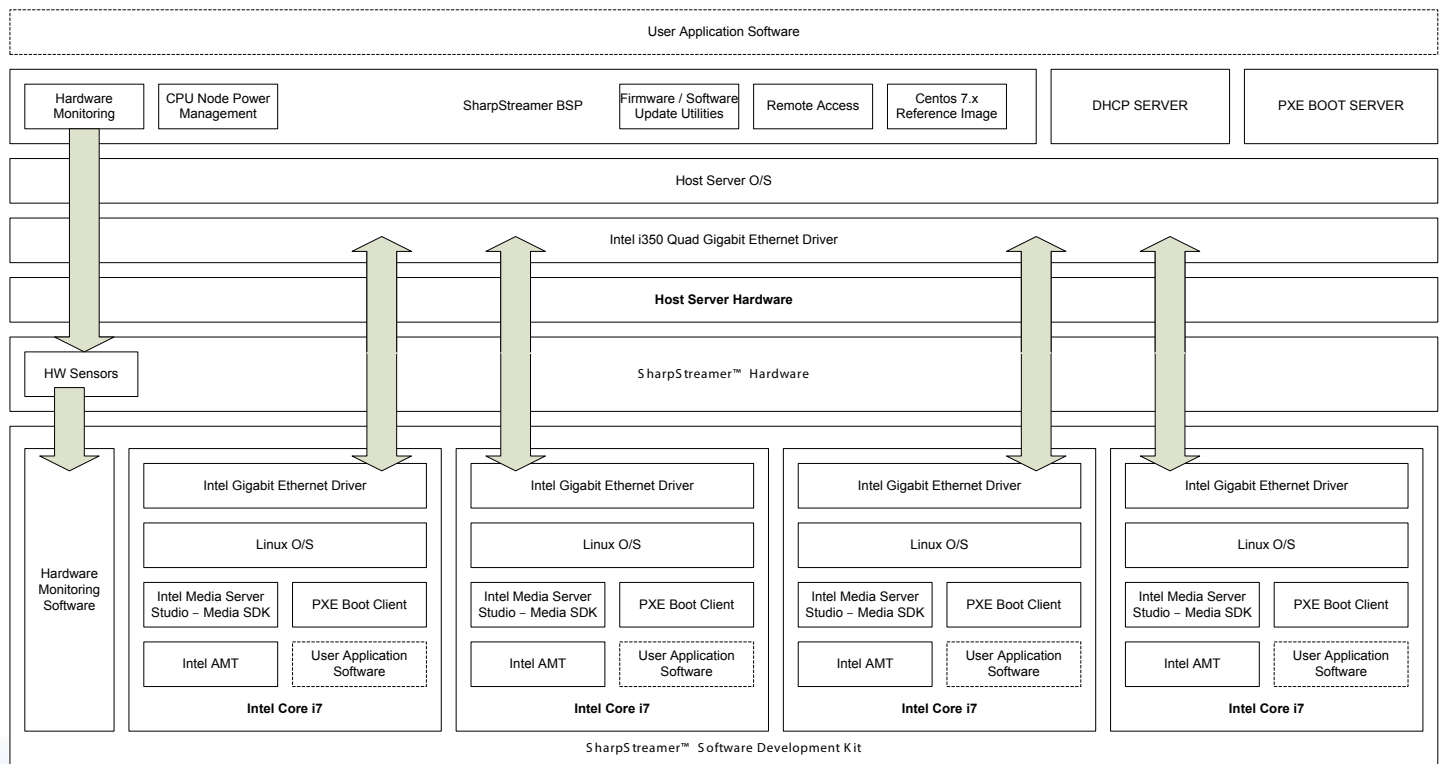 User Application Software
Hardware
Monitoring
CPU Node Power
Management
SharpStreamer BSP
Firmware / Software
Update Utilities
Remote Access
Centos 7.x
Reference Image
DHCP SERVER
PXE BOOT SERVER
Host Server O/S
Intel i350 Quad Gigabit Ethernet Driver
Host Server Hardware
HW Sensors
SharpStreamer™ Hardware
Hardware
Monitoring
Software
Intel Gigabit Ethernet Driver
Linux O/S
Intel Media Server
Studio – Media SDK
PXE Boot Client
Intel AMT
User Application
Software
Intel Core i7
Intel Gigabit Ethernet Driver
Linux O/S
Intel Media Server
Studio – Media SDK
PXE Boot Client
Intel AMT
User Application
Software
Intel Core i7
Intel Gigabit Ethernet Driver
Linux O/S
Intel Media Server
Studio – Media SDK
PXE Boot Client
Intel AMT
User Application
Software
Intel Core i7
Intel Gigabit Ethernet Driver
Linux O/S
Intel Media Server
Studio – Media SDK
PXE Boot Client
Intel AMT
User Application
Software
Intel Core i7
SharpStreamer™ Software Development Kit